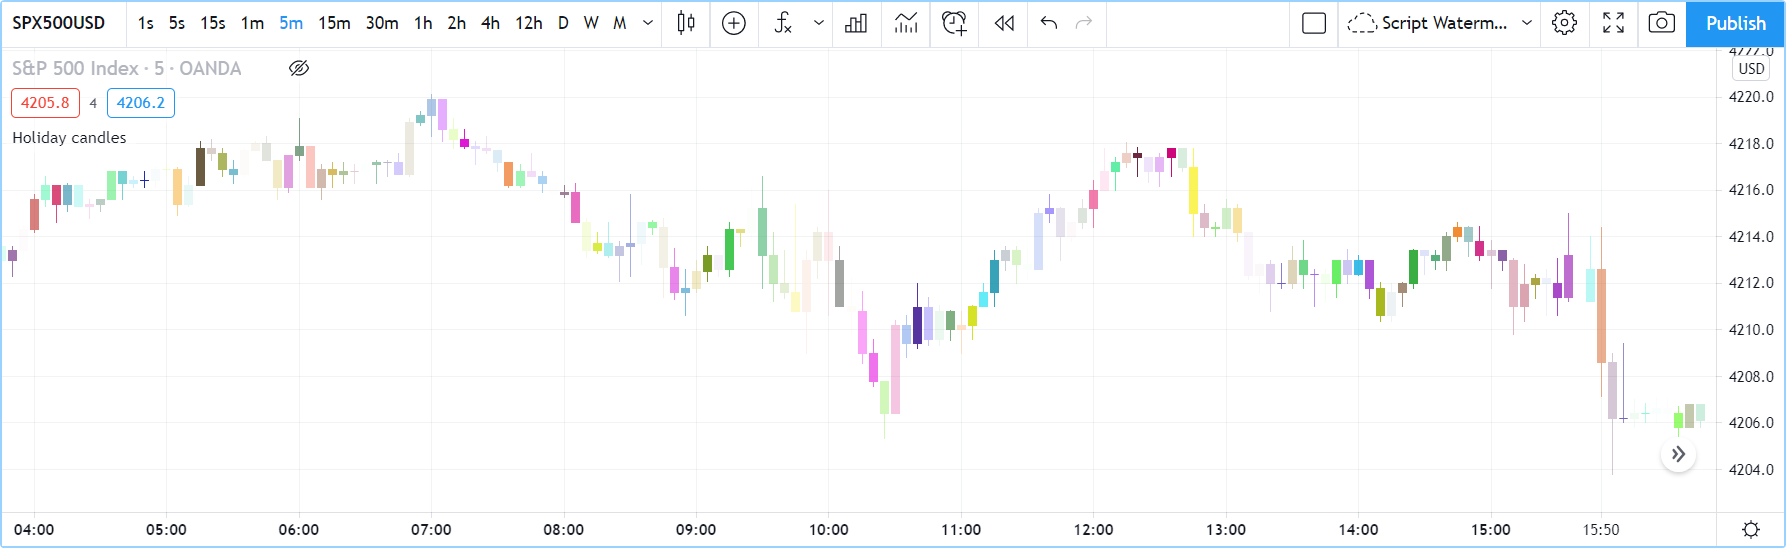 SPX500USD 1s 5s 15s 1m 5m 15m 30m 1h 2h 4h 12h D W M Script Waterm... Publish
S&P 500 Index · 5 · OANDA
4205.8 4 4206.2
Holiday candles
4222.0
USD
4220.0
4218.0
4216.0
4214.0
4212.0
4210.0
4208.0
4206.0
4204.0
04:00 05:00 06:00 07:00 08:00 09:00 10:00 11:00 12:00 13:00 14:00 15:00 15:50